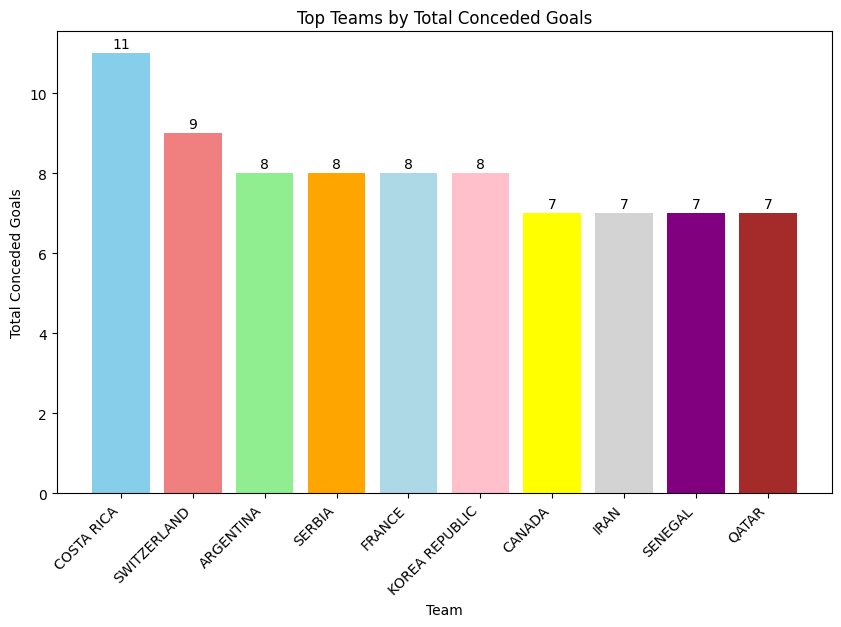 Top Teams by Total Conceded Goals
Total Conceded Goals
10
8
6
4
2
0
11
9
8
8
8
8
7
7
7
7
COSTA RICA
SWITZERLAND
ARGENTINA
SERBIA
FRANCE
KOREA REPUBLIC
CANADA
IRAN
SENEGAL
QATAR
Team